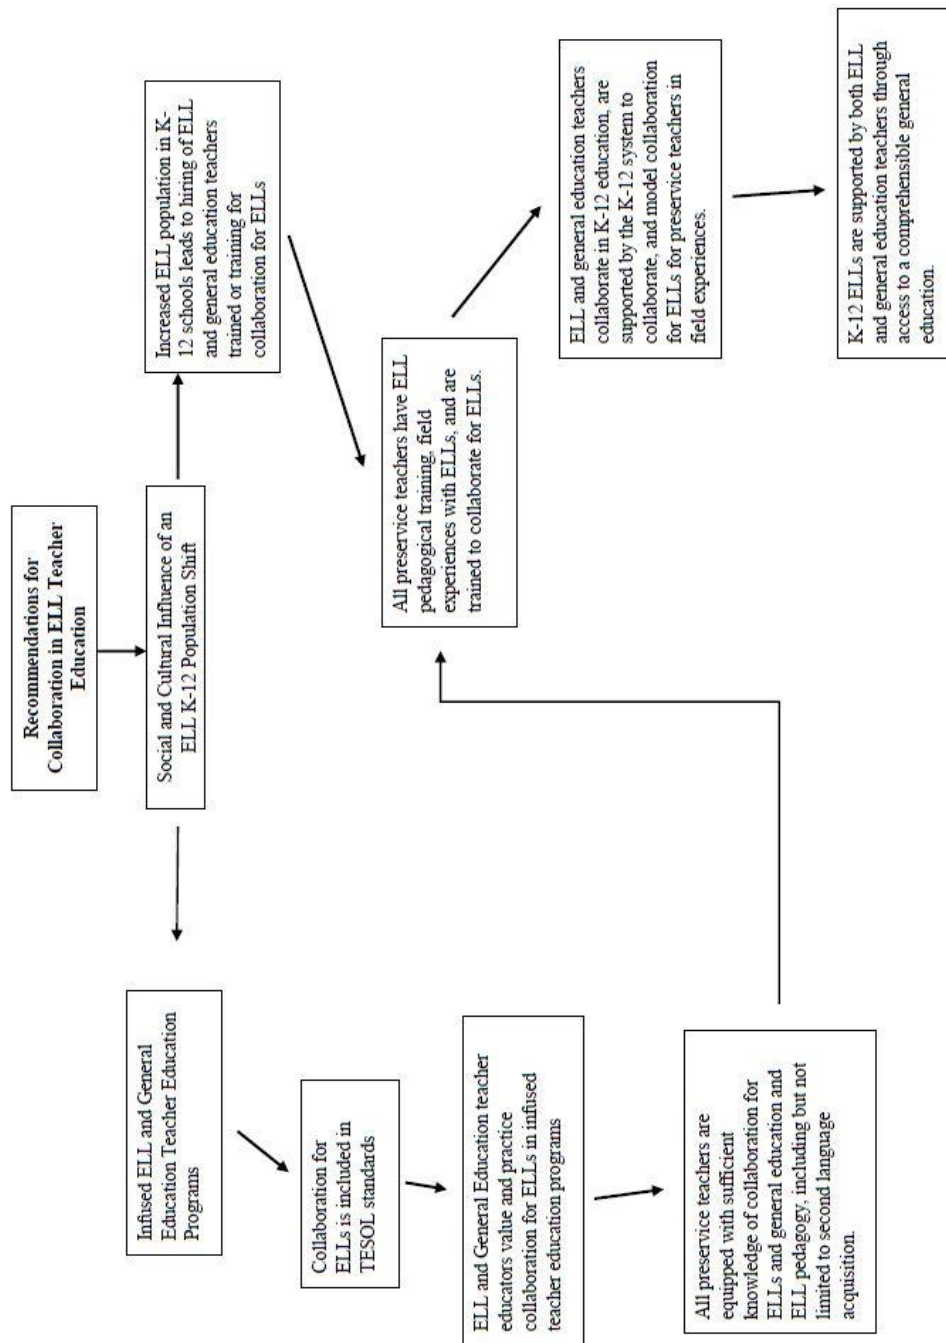 Recommendations for
Collaboration in ELL Teacher
Education
Social and Cultural Influence of an
ELL K-12 Population Shift
Infused ELL and General
Education Teacher Education
Programs
Collaboration for
ELLs is included in
TESOL standards
ELL and General Education teacher
educators value and practice
collaboration for ELLs in infused
teacher education programs
All preservice teachers are
equipped with sufficient
knowledge of collaboration for
ELLs and general education and
ELL pedagogy, including but not
limited to second language
acquisition.
Increased ELL population in K-
12 schools leads to hiring of ELL
and general education teachers
trained or training for
collaboration for ELLs
All preservice teachers have ELL
pedagogical training, field
experiences with ELLs, and are
trained to collaborate for ELLs.
ELL and general education teachers
collaborate in K-12 education, are
supported by the K-12 system to
collaborate, and model collaboration
for ELLs for preservice teachers in
field experiences.
K-12 ELLs are supported by both ELL
and general education teachers through
access to a comprehensible general
education.